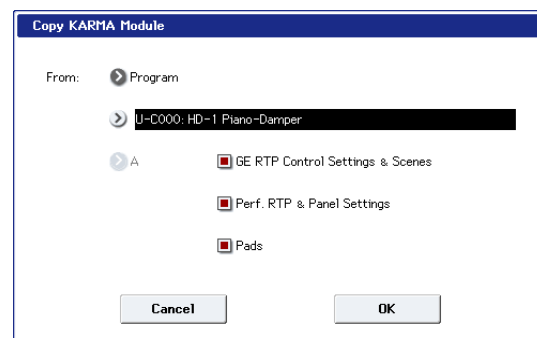 Copy KARMA Module
From: Program
U-C000: HD-1 Piano-Damper
A GE RTP Control Settings & Scenes
Perf. RTP & Panel Settings
Pads
Cancel OK